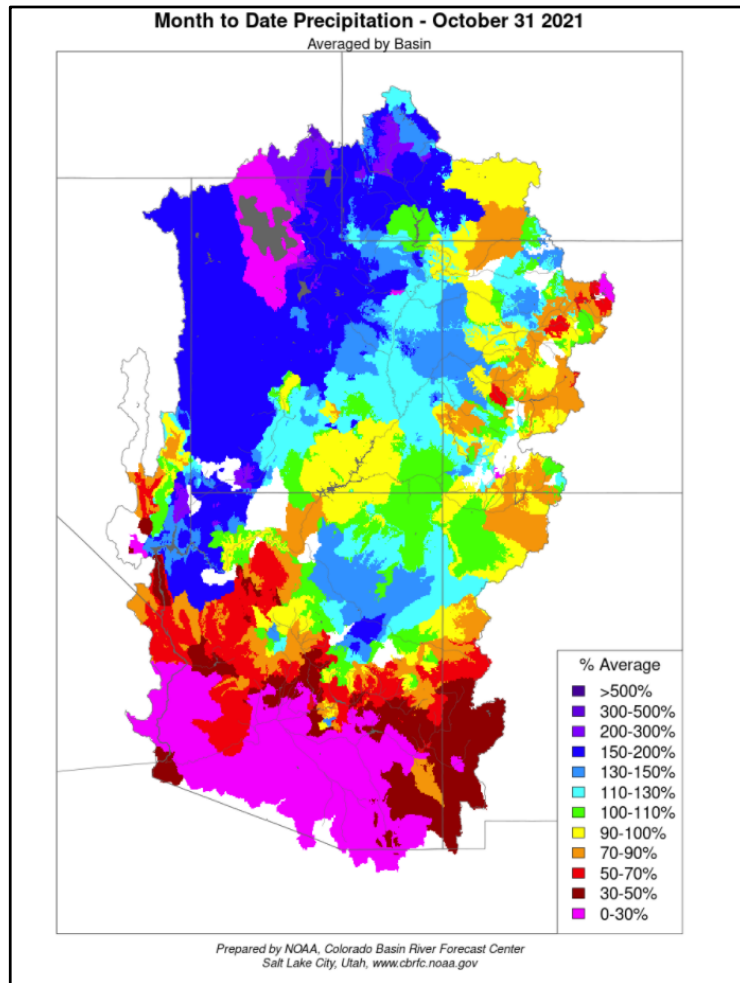 Month to Date Precipitation - October 31 2021
Averaged by Basin
% Average
>500%
300-500%
200-300%
150-200%
130-150%
110-130%
100-110%
90-100%
70-90%
50-70%
30-50%
0-30%
Prepared by NOAA, Colorado Basin River Forecast Center
Salt Lake City, Utah, www.cbrfc.noaa.gov